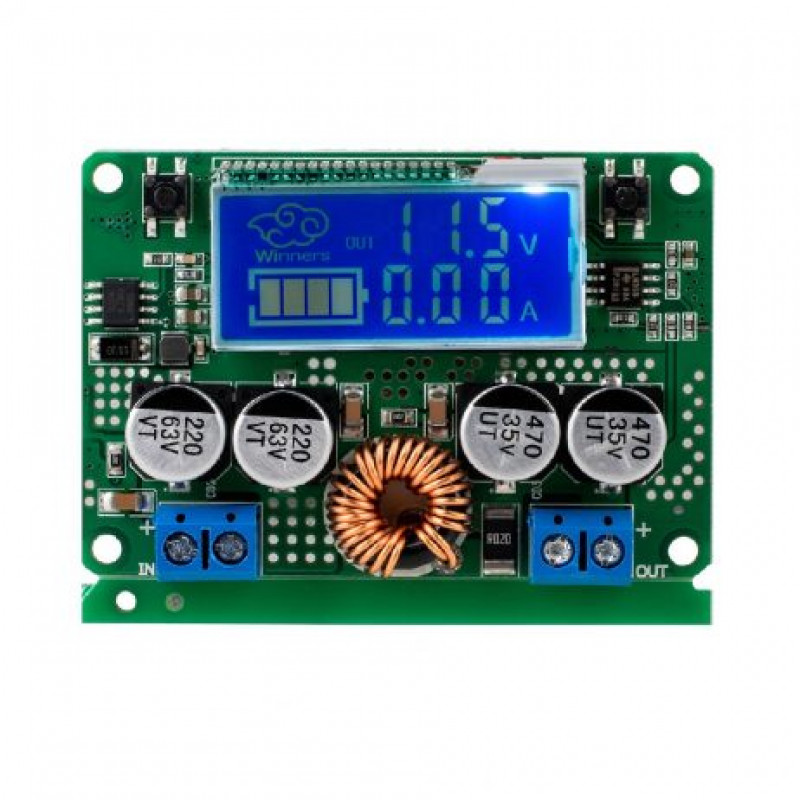 OUT 11.5 V
Winners
0.00 A
220
63V
VT
220
63V
VT
470
35V
UT
470
35V
UT
R020
+
+
IN
OUT